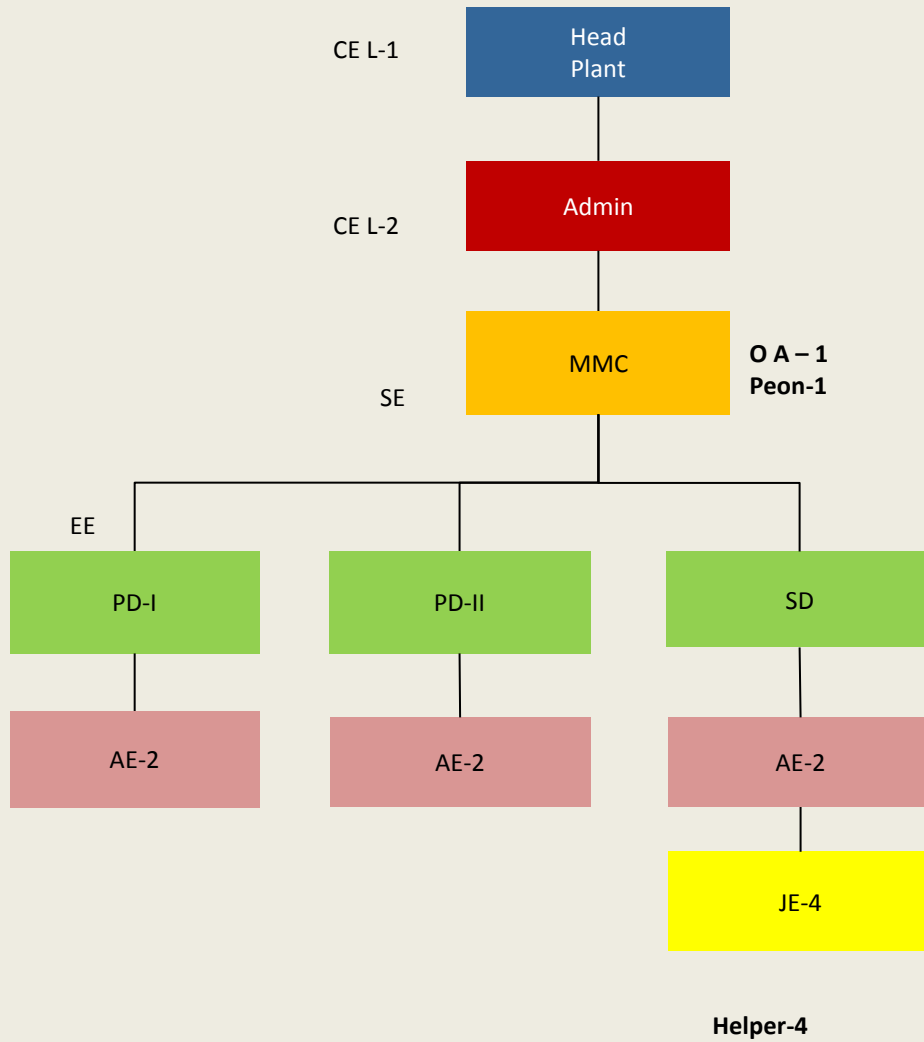 CE L-1
Head
Plant
CE L-2
Admin
MMC
O A – 1
Peon-1
SE
EE
PD-I
PD-II
SD
AE-2
AE-2
AE-2
JE-4
Helper-4